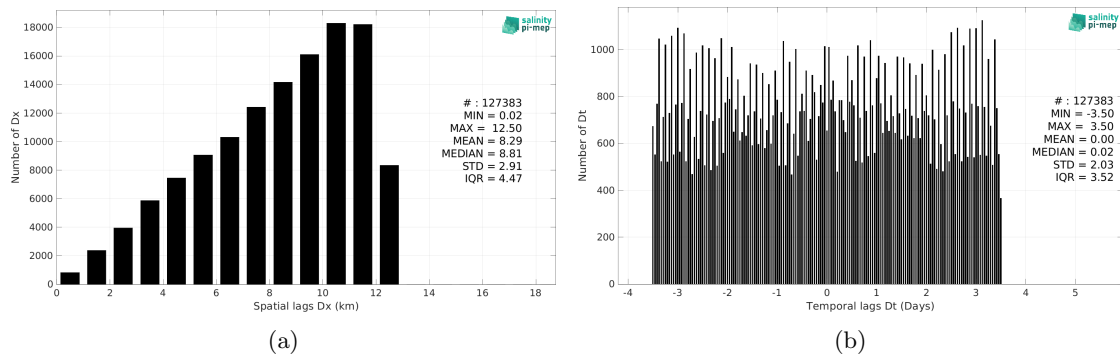 salinity
pi-mep
18000
16000
14000
12000
10000
8000
6000
4000
2000
0
Number of Dx
# : 127383
MIN = 0.02
MAX = 12.50
MEAN = 8.29
MEDIAN = 8.81
STD = 2.91
IQR = 4.47
0 2 4 6 8 10 12 14 16 18
Spatial lags Dx (km)
(a)
salinity
pi-mep
1000
800
600
400
200
0
Number of Dt
# : 127383
MIN = -3.50
MAX = 3.50
MEAN = 0.00
MEDIAN = 0.02
STD = 2.03
IQR = 3.52
-4 -3 -2 -1 0 1 2 3 4 5
Temporal lags Dt (Days)
(b)